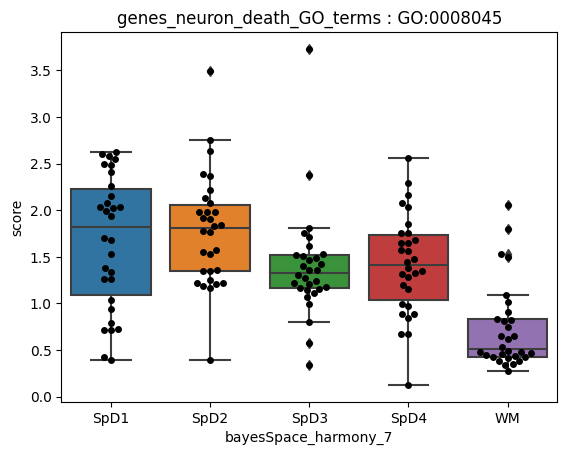 genes_neuron_death_GO_terms : GO:0008045
score
3.5
3.0
2.5
2.0
1.5
1.0
0.5
0.0
SpD1 SpD2 SpD3 SpD4 WM
bayesSpace_harmony_7